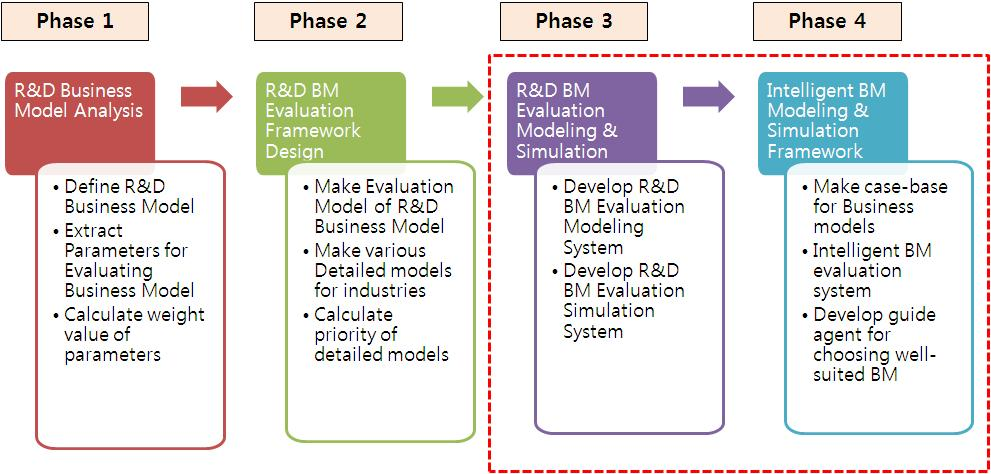 Phase 1
Phase 2
Phase 3
Phase 4
R&D Business
Model Analysis
• Define R&D
Business Model
• Extract
Parameters for
Evaluating
Business Model
• Calculate weight
value of
parameters
R&D BM
Evaluation
Framework
Design
• Make Evaluation
Model of R&D
Business Model
• Make various
Detailed models
for industries
• Calculate
priority of
detailed models
R&D BM
Evaluation
Modeling &
Simulation
• Develop R&D
BM Evaluation
Modeling
System
• Develop R&D
BM Evaluation
Simulation
System
Intelligent BM
Modeling &
Simulation
Framework
• Make case-base
for Business
models
• Intelligent BM
evaluation
system
• Develop guide
agent for
choosing well-
suited BM